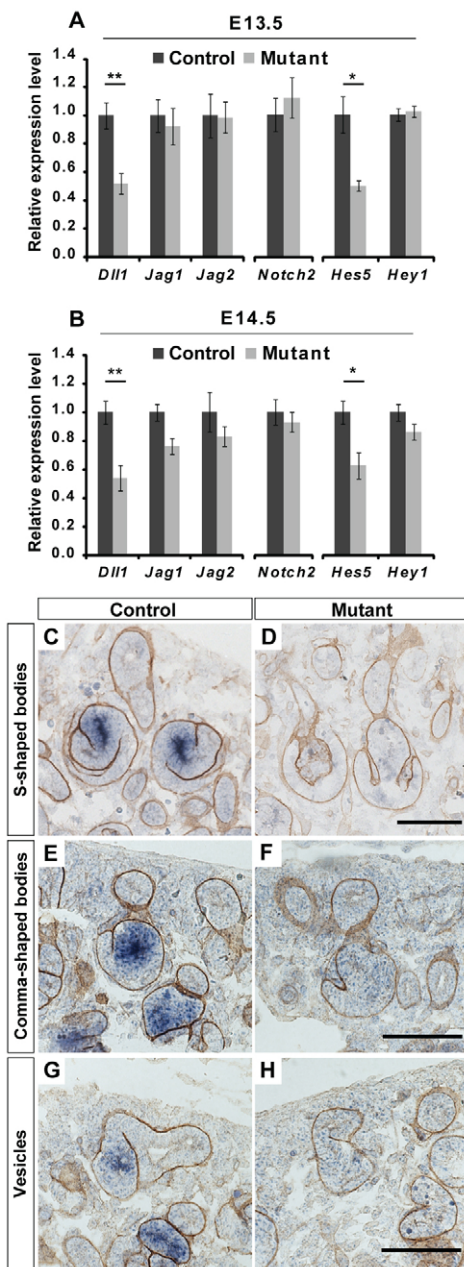 A
E13.5
Relative expression level
1.4
1.2
1.0
0.8
0.6
0.4
0.2
0.0
Control Mutant
**
*
Dll1 Jag1 Jag2 Notch2 Hes5 Hey1
B
E14.5
Relative expression level
1.4
1.2
1.0
0.8
0.6
0.4
0.2
0.0
Control Mutant
**
*
Dll1 Jag1 Jag2 Notch2 Hes5 Hey1
Control Mutant
S-shaped bodies
C D
Comma-shaped bodies
E F
Vesicles
G H